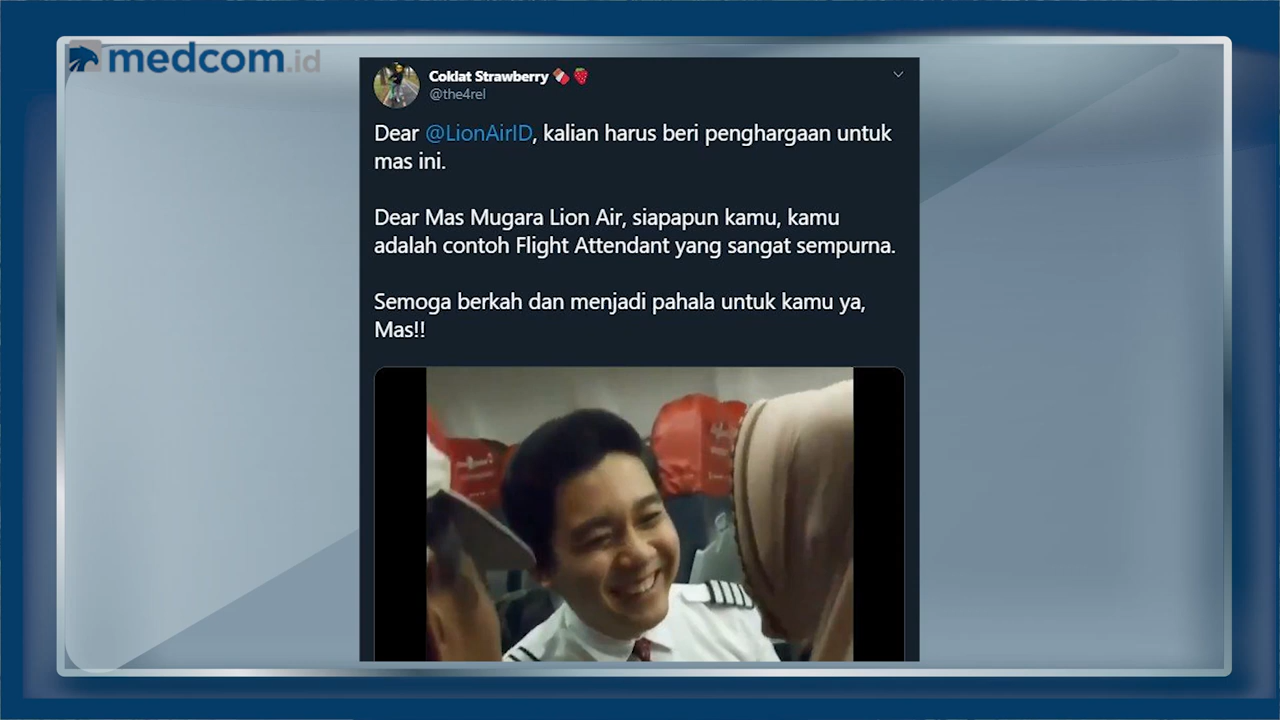 medcom.id
Coklat Strawberry 🍫🍓
@the4rel
Dear @LionAirID, kalian harus beri penghargaan untuk
mas ini.
Dear Mas Mugara Lion Air, siapapun kamu, kamu
adalah contoh Flight Attendant yang sangat sempurna.
Semoga berkah dan menjadi pahala untuk kamu ya,
Mas!!